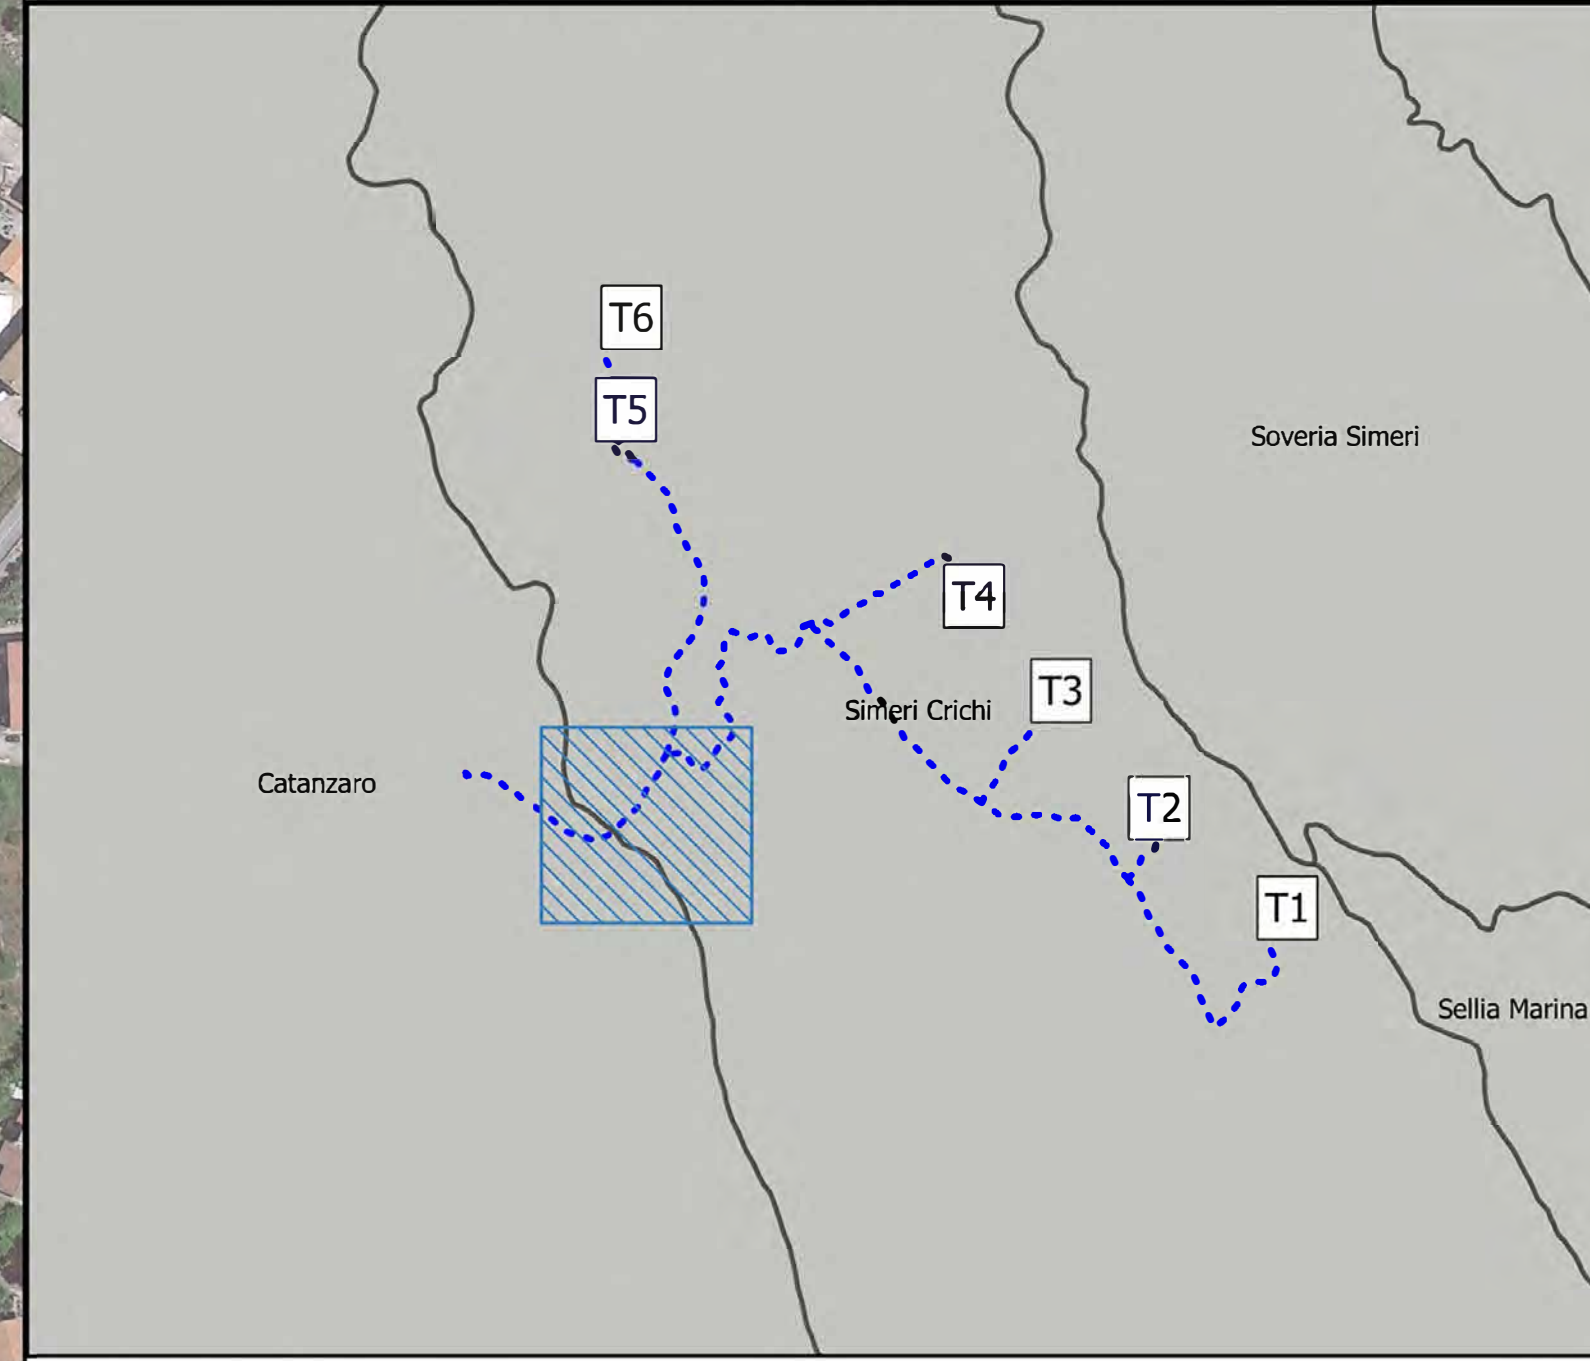 T6
T5
Soveria Simeri
T4
T3
Simeri Crichi
Catanzaro
T2
T1
Sellia Marina